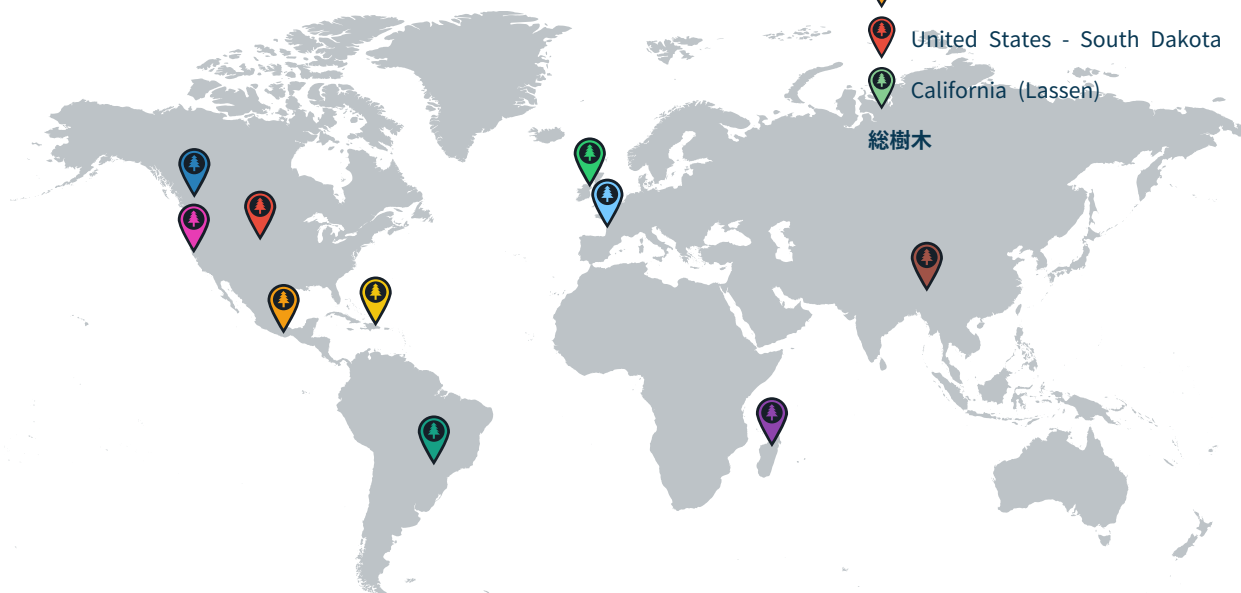 United States - South Dakota
California (Lassen)
総樹木